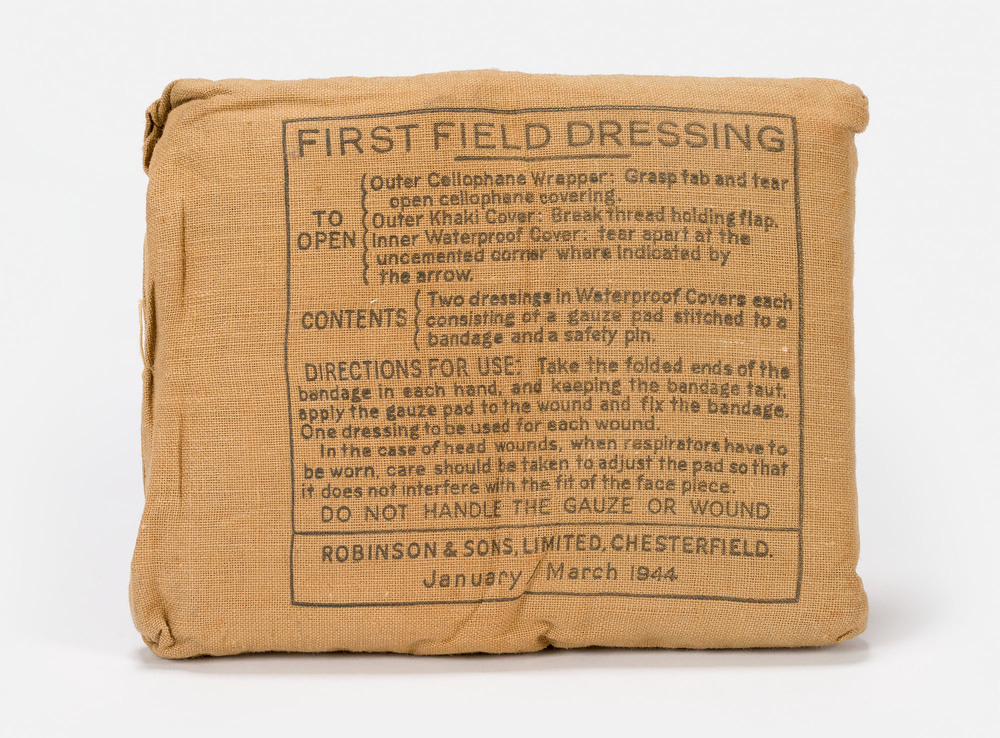 FIRST FIELD DRESSING
Outer Cellophane Wrapper: Grasp tab and tear
open cellophane covering.
TO OPEN
Outer Khaki Cover: Break thread holding flap.
Inner Waterproof Cover: tear apart at the
uncemented corner where indicated by
the arrow.
CONTENTS
Two dressings in Waterproof Covers each
consisting of a gauze pad stitched to a
bandage and a safety pin.
DIRECTIONS FOR USE: Take the folded ends of the
bandage in each hand, and keeping the bandage taut,
apply the gauze pad to the wound and fix the bandage.
One dressing to be used for each wound.
In the case of head wounds, when respirators have to
be worn, care should be taken to adjust the pad so that
it does not interfere with the fit of the face piece.
DO NOT HANDLE THE GAUZE OR WOUND
ROBINSON & SONS, LIMITED, CHESTERFIELD.
January / March 1944